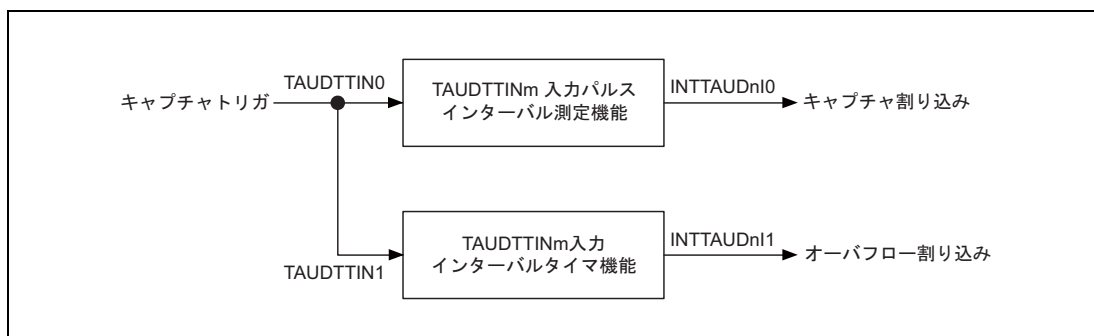 キャプチャトリガ
TAUDTTIN0
TAUDTTINm 入力パルス
インターバル測定機能
INTTAUDnI0
キャプチャ割り込み
TAUDTTIN1
TAUDTTINm入力
インターバルタイマ機能
INTTAUDnI1
オーバフロー割り込み